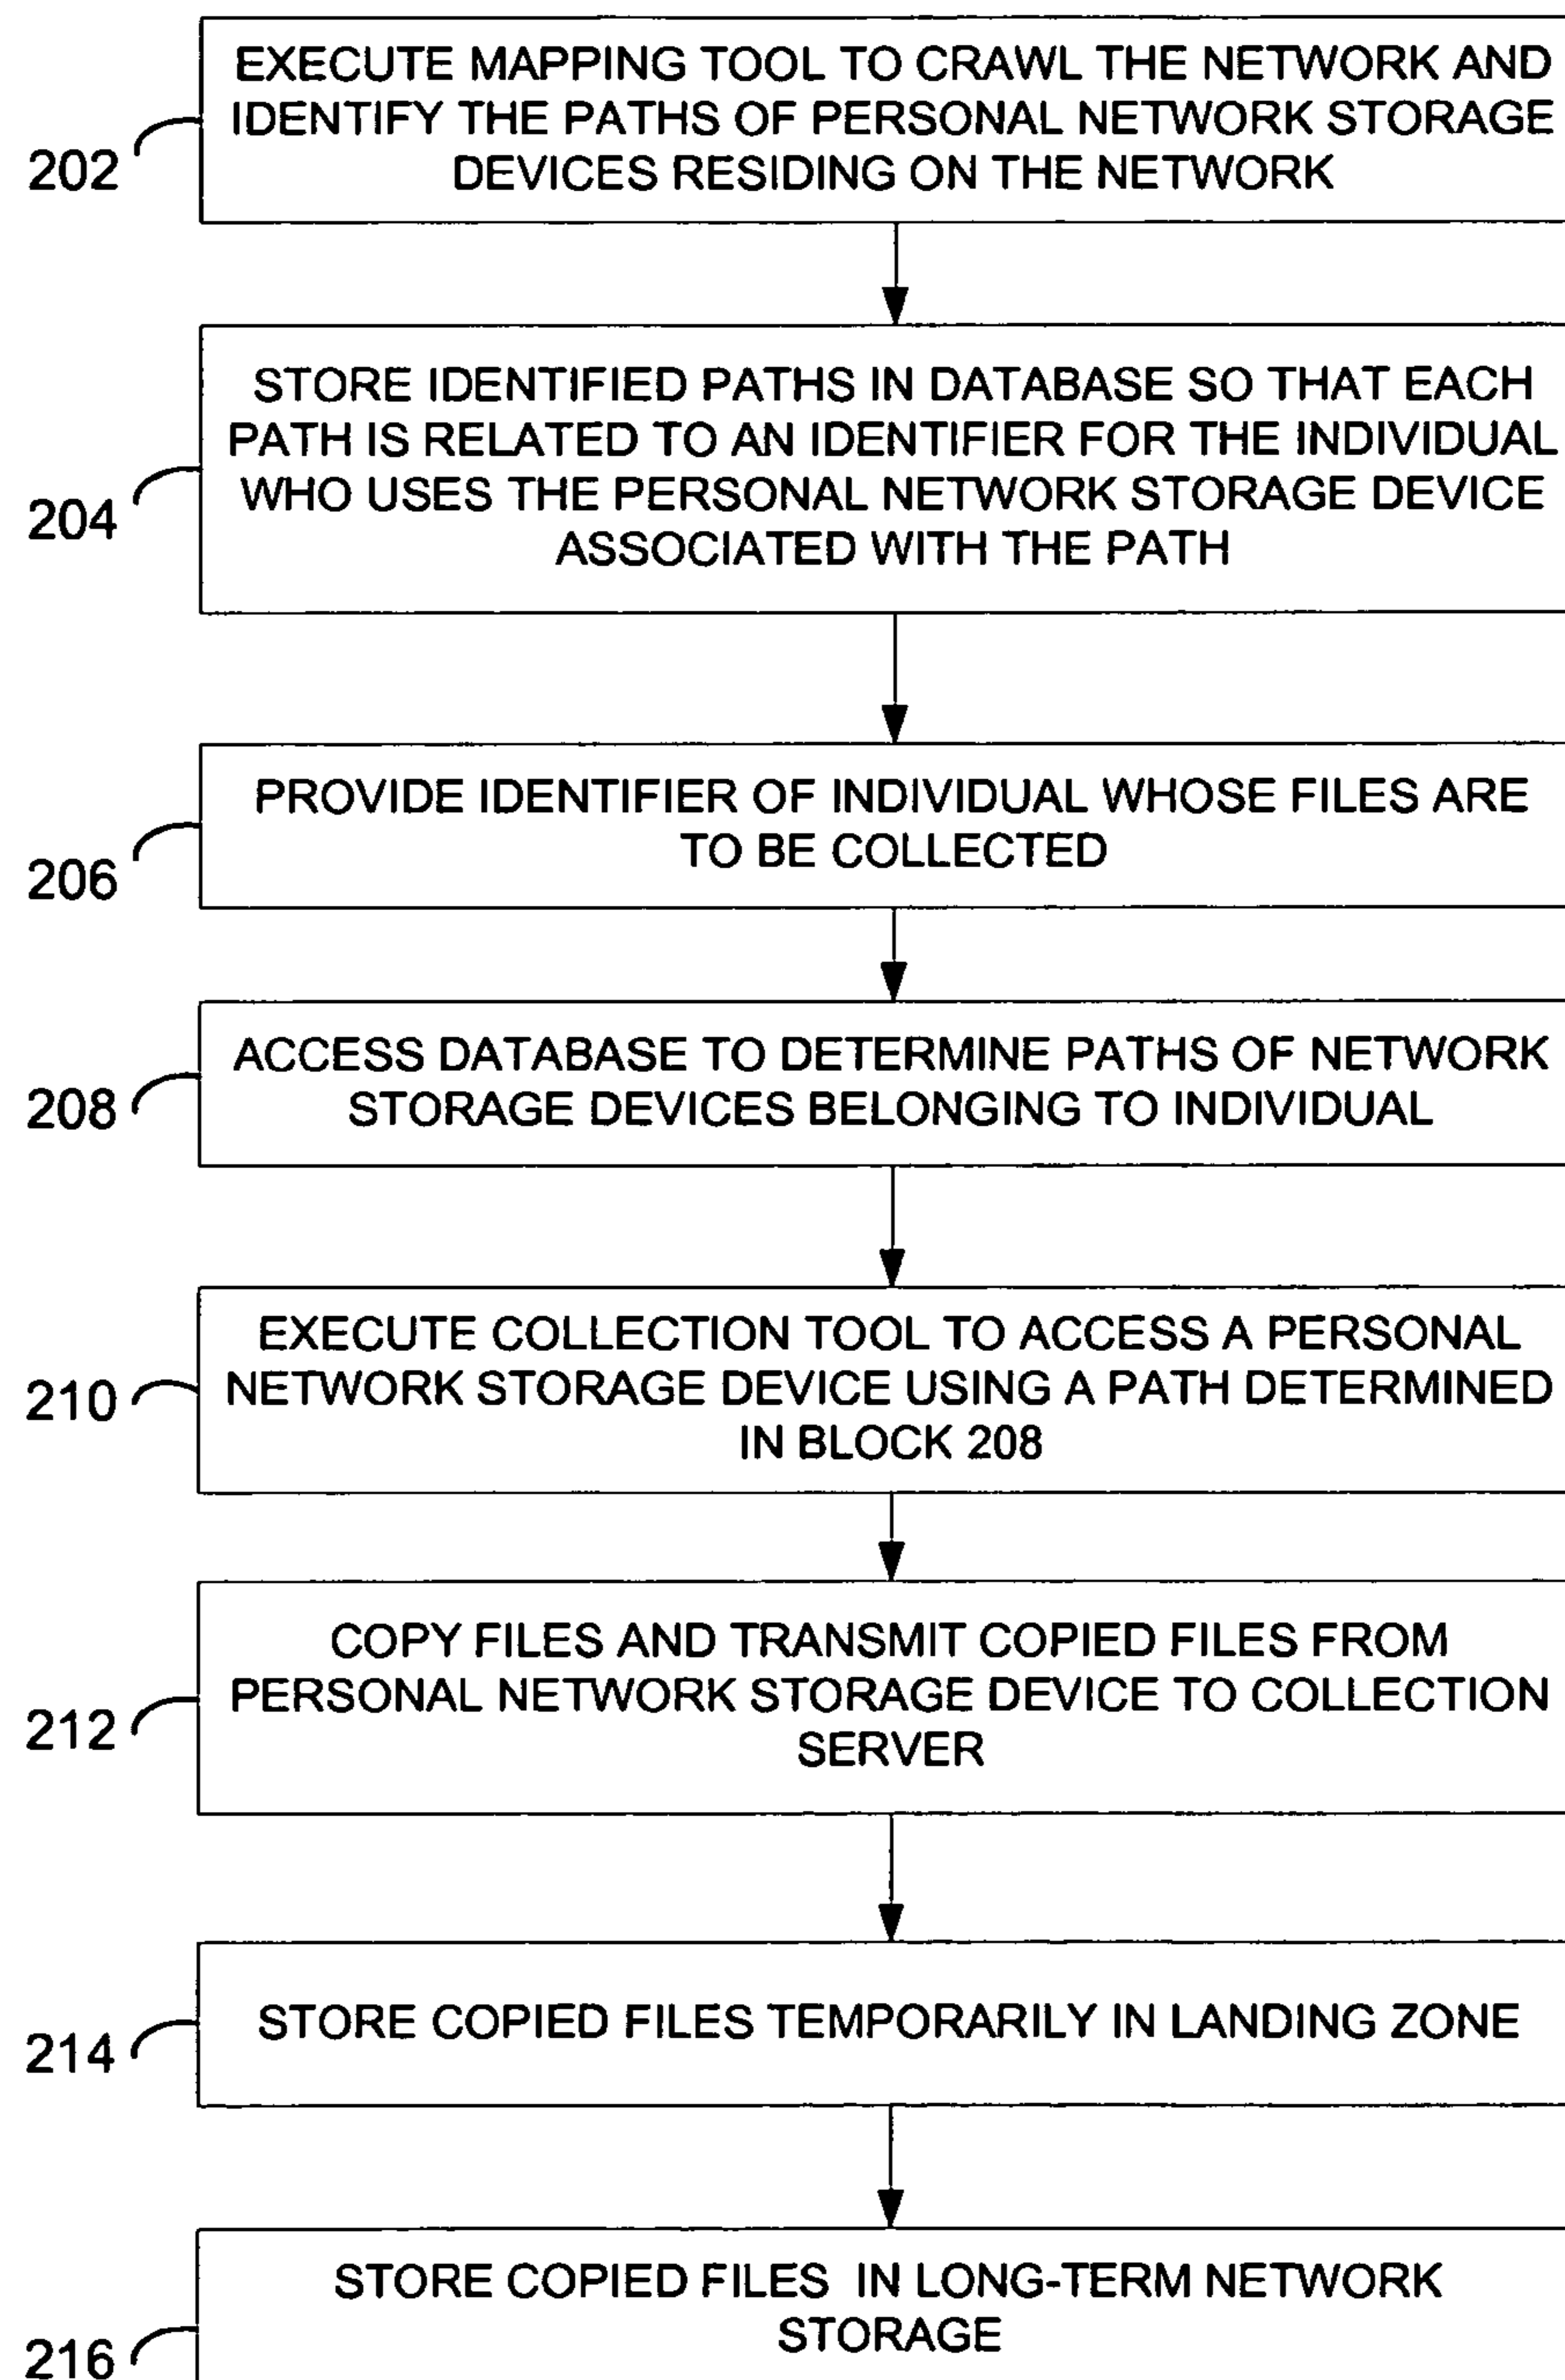 EXECUTE MAPPING TOOL TO CRAWL THE NETWORK AND
IDENTIFY THE PATHS OF PERSONAL NETWORK STORAGE
DEVICES RESIDING ON THE NETWORK
202
STORE IDENTIFIED PATHS IN DATABASE SO THAT EACH
PATH IS RELATED TO AN IDENTIFIER FOR THE INDIVIDUAL
WHO USES THE PERSONAL NETWORK STORAGE DEVICE
ASSOCIATED WITH THE PATH
204
PROVIDE IDENTIFIER OF INDIVIDUAL WHOSE FILES ARE
TO BE COLLECTED
206
ACCESS DATABASE TO DETERMINE PATHS OF NETWORK
STORAGE DEVICES BELONGING TO INDIVIDUAL
208
EXECUTE COLLECTION TOOL TO ACCESS A PERSONAL
NETWORK STORAGE DEVICE USING A PATH DETERMINED
IN BLOCK 208
210
COPY FILES AND TRANSMIT COPIED FILES FROM
PERSONAL NETWORK STORAGE DEVICE TO COLLECTION
SERVER
212
STORE COPIED FILES TEMPORARILY IN LANDING ZONE
214
STORE COPIED FILES IN LONG-TERM NETWORK
STORAGE
216